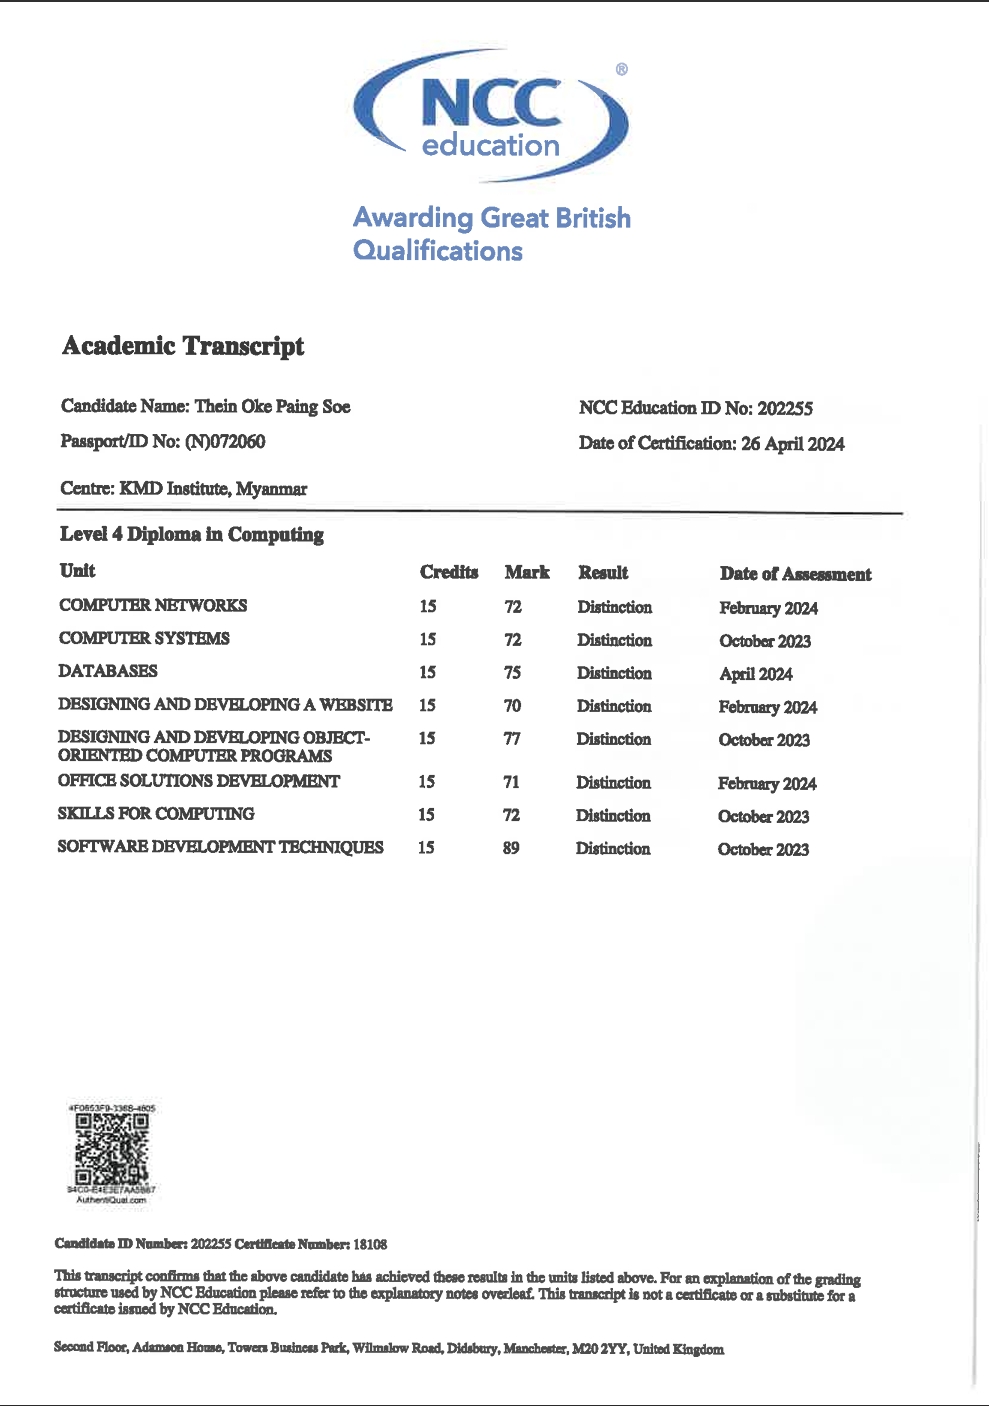 NCC ®
education
Awarding Great British
Qualifications
Academic Transcript
Candidate Name: Thein Oke Paing Soe
NCC Education ID No: 202255
Passport/ID No: (N)072060
Date of Certification: 26 April 2024
Centre: KMD Institute, Myanmar
Level 4 Diploma in Computing
Unit Credits Mark Result Date of Assessment
COMPUTER NETWORKS 15 72 Distinction February 2024
COMPUTER SYSTEMS 15 72 Distinction October 2023
DATABASES 15 75 Distinction April 2024
DESIGNING AND DEVELOPING A WEBSITE 15 70 Distinction February 2024
DESIGNING AND DEVELOPING OBJECT- 15 77 Distinction October 2023
ORIENTED COMPUTER PROGRAMS
OFFICE SOLUTIONS DEVELOPMENT 15 71 Distinction February 2024
SKILLS FOR COMPUTING 15 72 Distinction October 2023
SOFTWARE DEVELOPMENT TECHNIQUES 15 89 Distinction October 2023
AuthentiQual.com
Candidate ID Number: 202255 Certificate Number: 18108
This transcript confirms that the above candidate has achieved these results in the units listed above. For an explanation of the grading
structure used by NCC Education please refer to the explanatory notes overleaf. This transcript is not a certificate or a substitute for a
certificate issued by NCC Education.
Second Floor, Adamson House, Towers Business Park, Wilmslow Road, Didsbury, Manchester, M20 2YY, United Kingdom